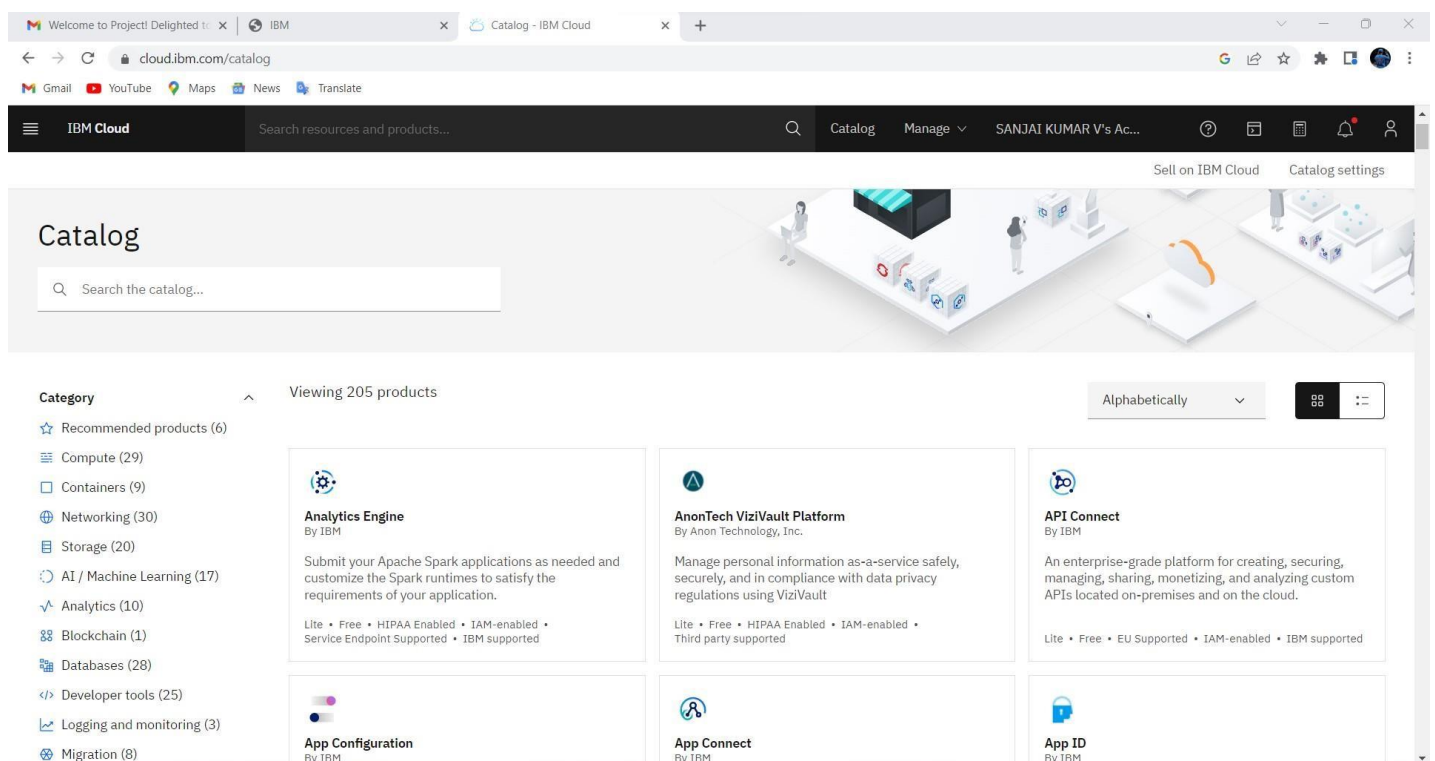 Welcome to Project! Delighted to
IBM
Catalog - IBM Cloud
cloud.ibm.com/catalog
Gmail
YouTube
Maps
News
Translate
IBM Cloud
Search resources and products...
Catalog
Manage
SANJAI KUMAR V's Ac...
Sell on IBM Cloud
Catalog settings
Catalog
Search the catalog...
Category
Recommended products (6)
Compute (29)
Containers (9)
Networking (30)
Storage (20)
AI / Machine Learning (17)
Analytics (10)
Blockchain (1)
Databases (28)
Developer tools (25)
Logging and monitoring (3)
Migration (8)
Viewing 205 products
Alphabetically
Analytics Engine
By IBM
Submit your Apache Spark applications as needed and
customize the Spark runtimes to satisfy the
requirements of your application.
Lite • Free • HIPAA Enabled • IAM-enabled •
Service Endpoint Supported • IBM supported
AnonTech ViziVault Platform
By Anon Technology, Inc.
Manage personal information as-a-service safely,
securely, and in compliance with data privacy
regulations using ViziVault
Lite • Free • HIPAA Enabled • IAM-enabled •
Third party supported
API Connect
By IBM
An enterprise-grade platform for creating, securing,
managing, sharing, monetizing, and analyzing custom
APIs located on-premises and on the cloud.
Lite • Free • EU Supported • IAM-enabled • IBM supported
App Configuration
By IBM
App Connect
By IBM
App ID
By IBM